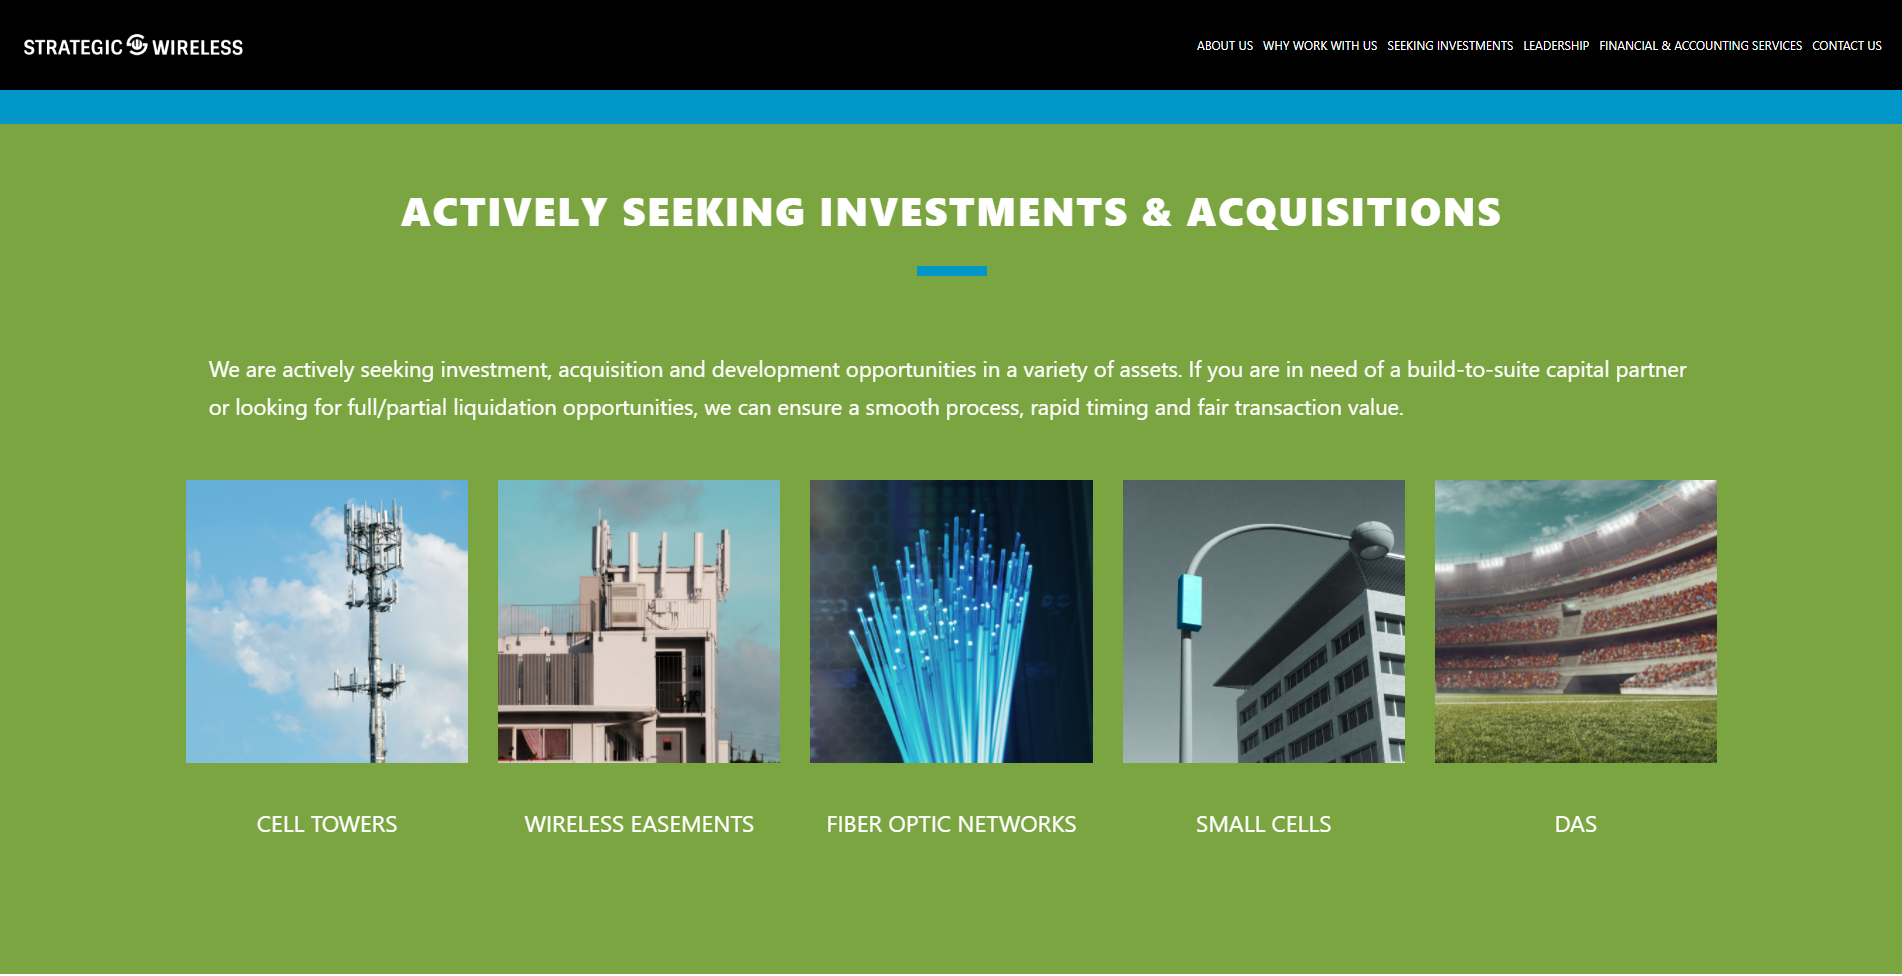 STRATEGIC WIRELESS
ABOUT US WHY WORK WITH US SEEKING INVESTMENTS LEADERSHIP FINANCIAL & ACCOUNTING SERVICES CONTACT US
ACTIVELY SEEKING INVESTMENTS & ACQUISITIONS
We are actively seeking investment, acquisition and development opportunities in a variety of assets. If you are in need of a build-to-suite capital partner
or looking for full/partial liquidation opportunities, we can ensure a smooth process, rapid timing and fair transaction value.
CELL TOWERS
WIRELESS EASEMENTS
FIBER OPTIC NETWORKS
SMALL CELLS
DAS